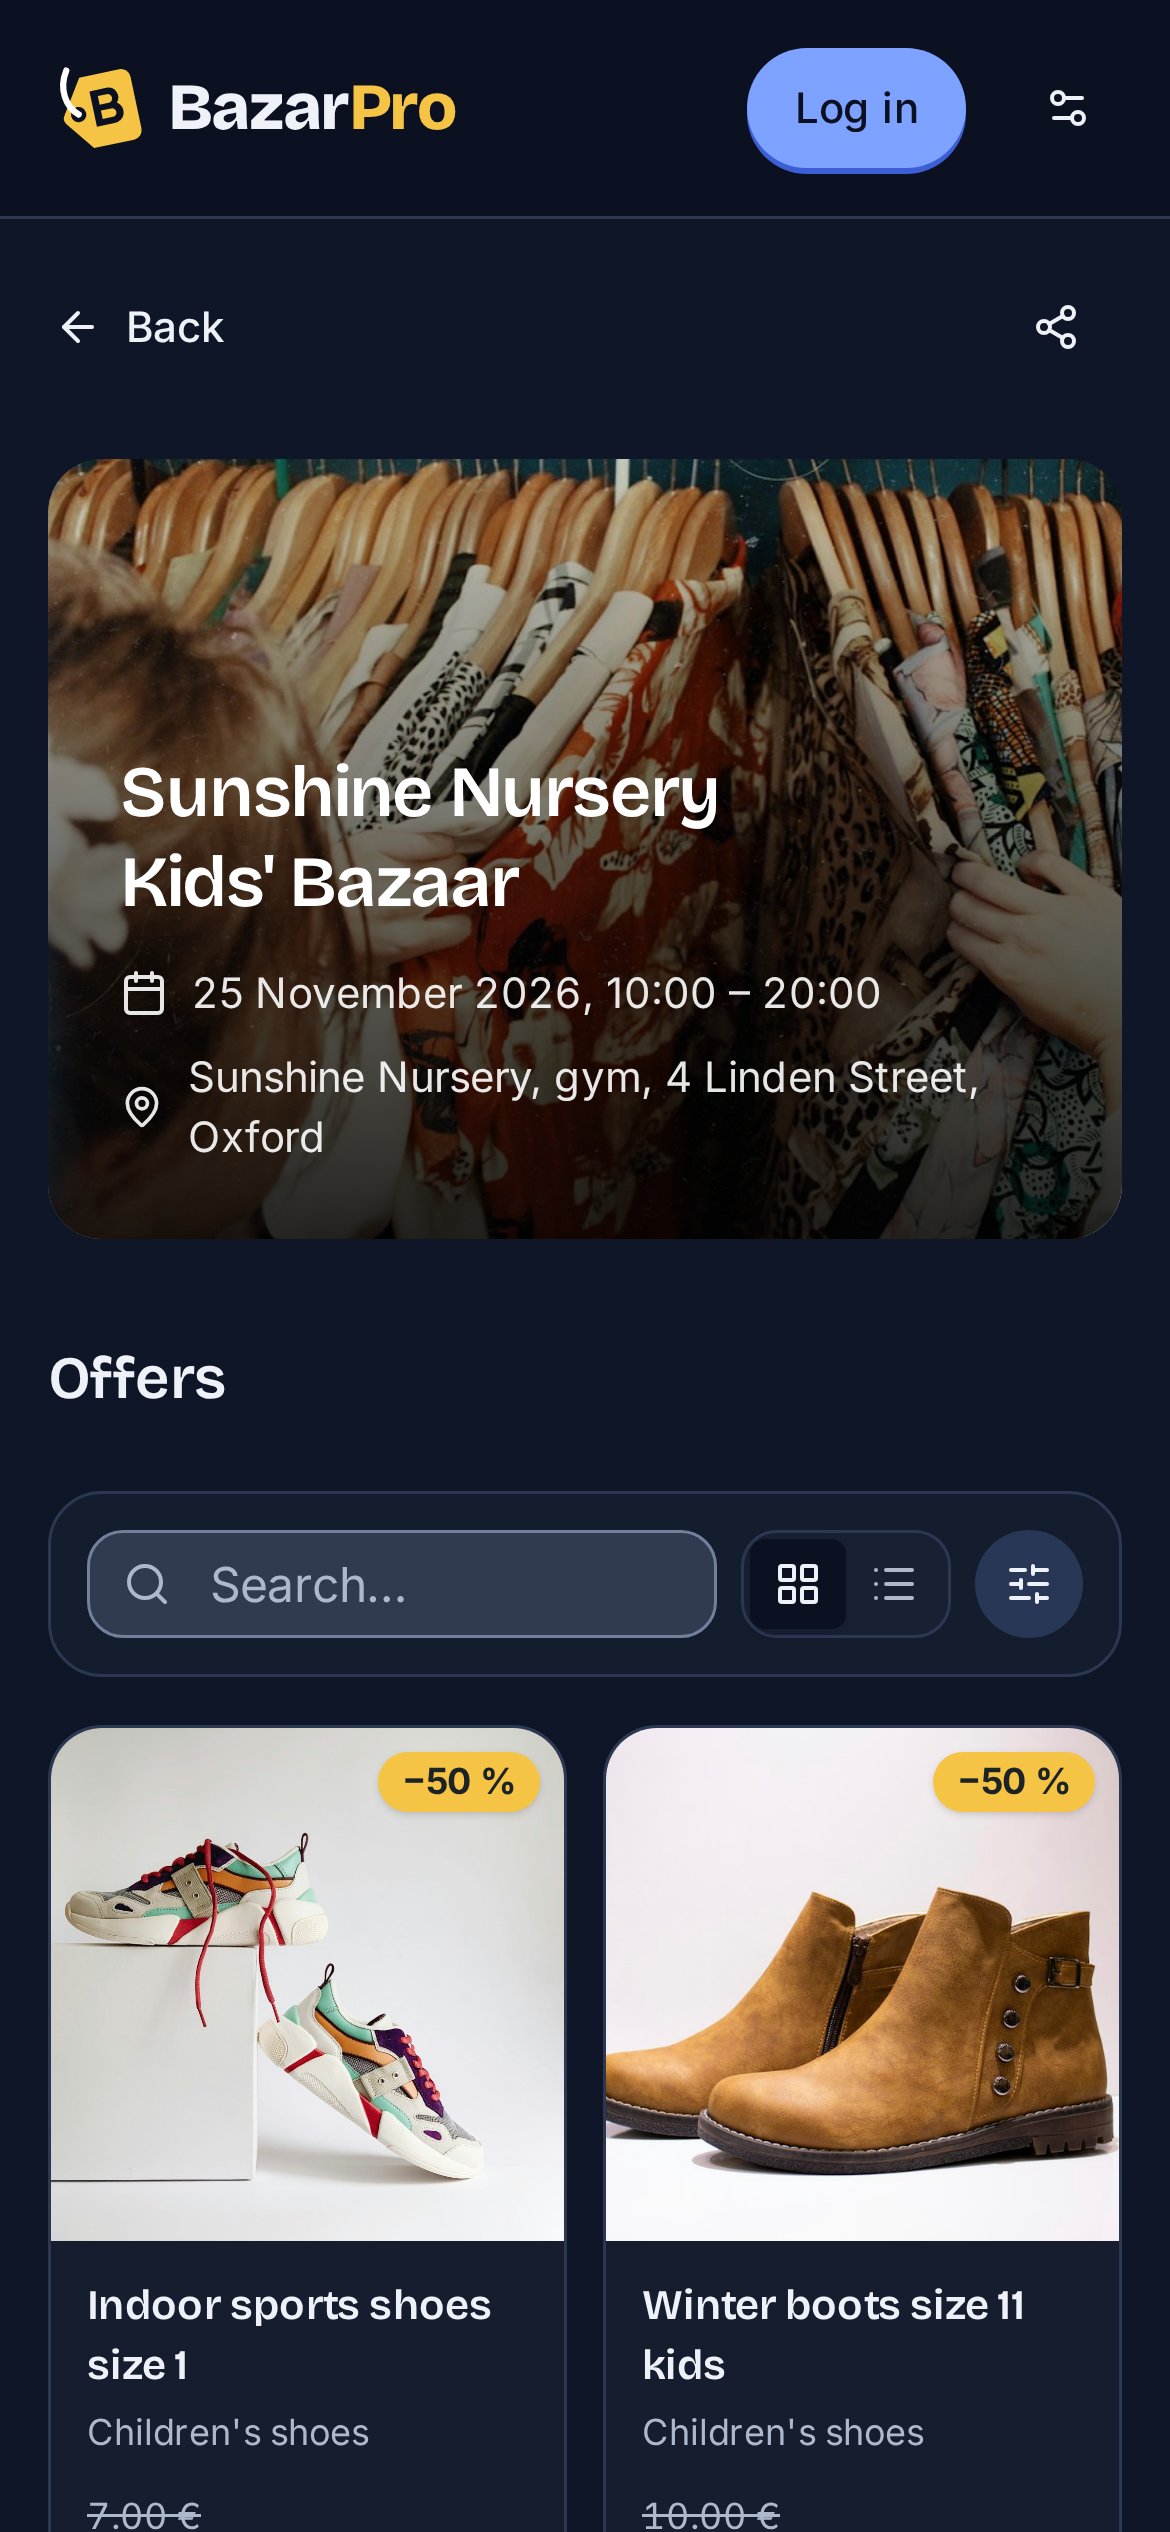 B BazarPro
Log in
Back
Sunshine Nursery
Kids' Bazaar
25 November 2026, 10:00 – 20:00
Sunshine Nursery, gym, 4 Linden Street,
Oxford
Offers
Search...
−50 %
−50 %
Indoor sports shoes
size 1
Children's shoes
7.00 €
Winter boots size 11
kids
Children's shoes
10.00 €